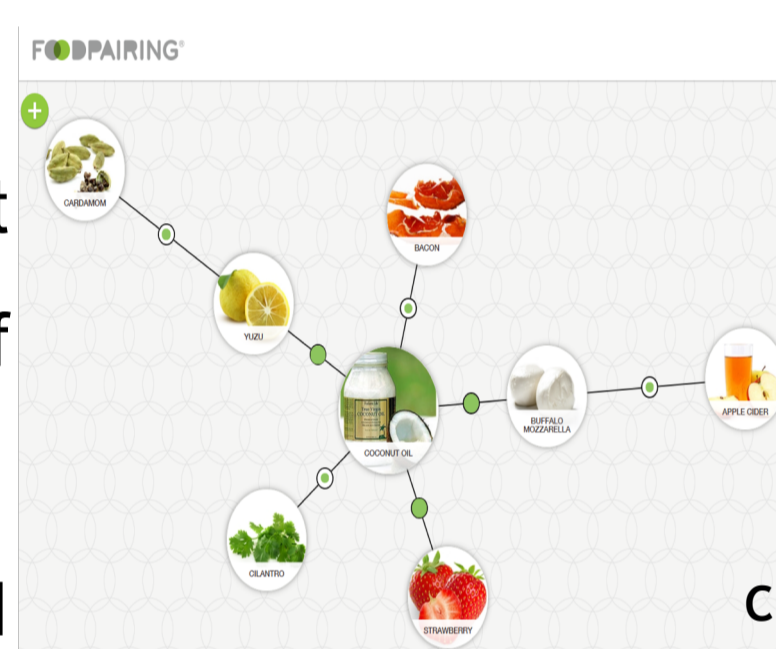 FOODPAIRING®
+
CARDAMOM
BACON
YUZU
APPLE CIDER
BUFFALO
MOZZARELLA
COCONUT OIL
CILANTRO
STRAWBERRY